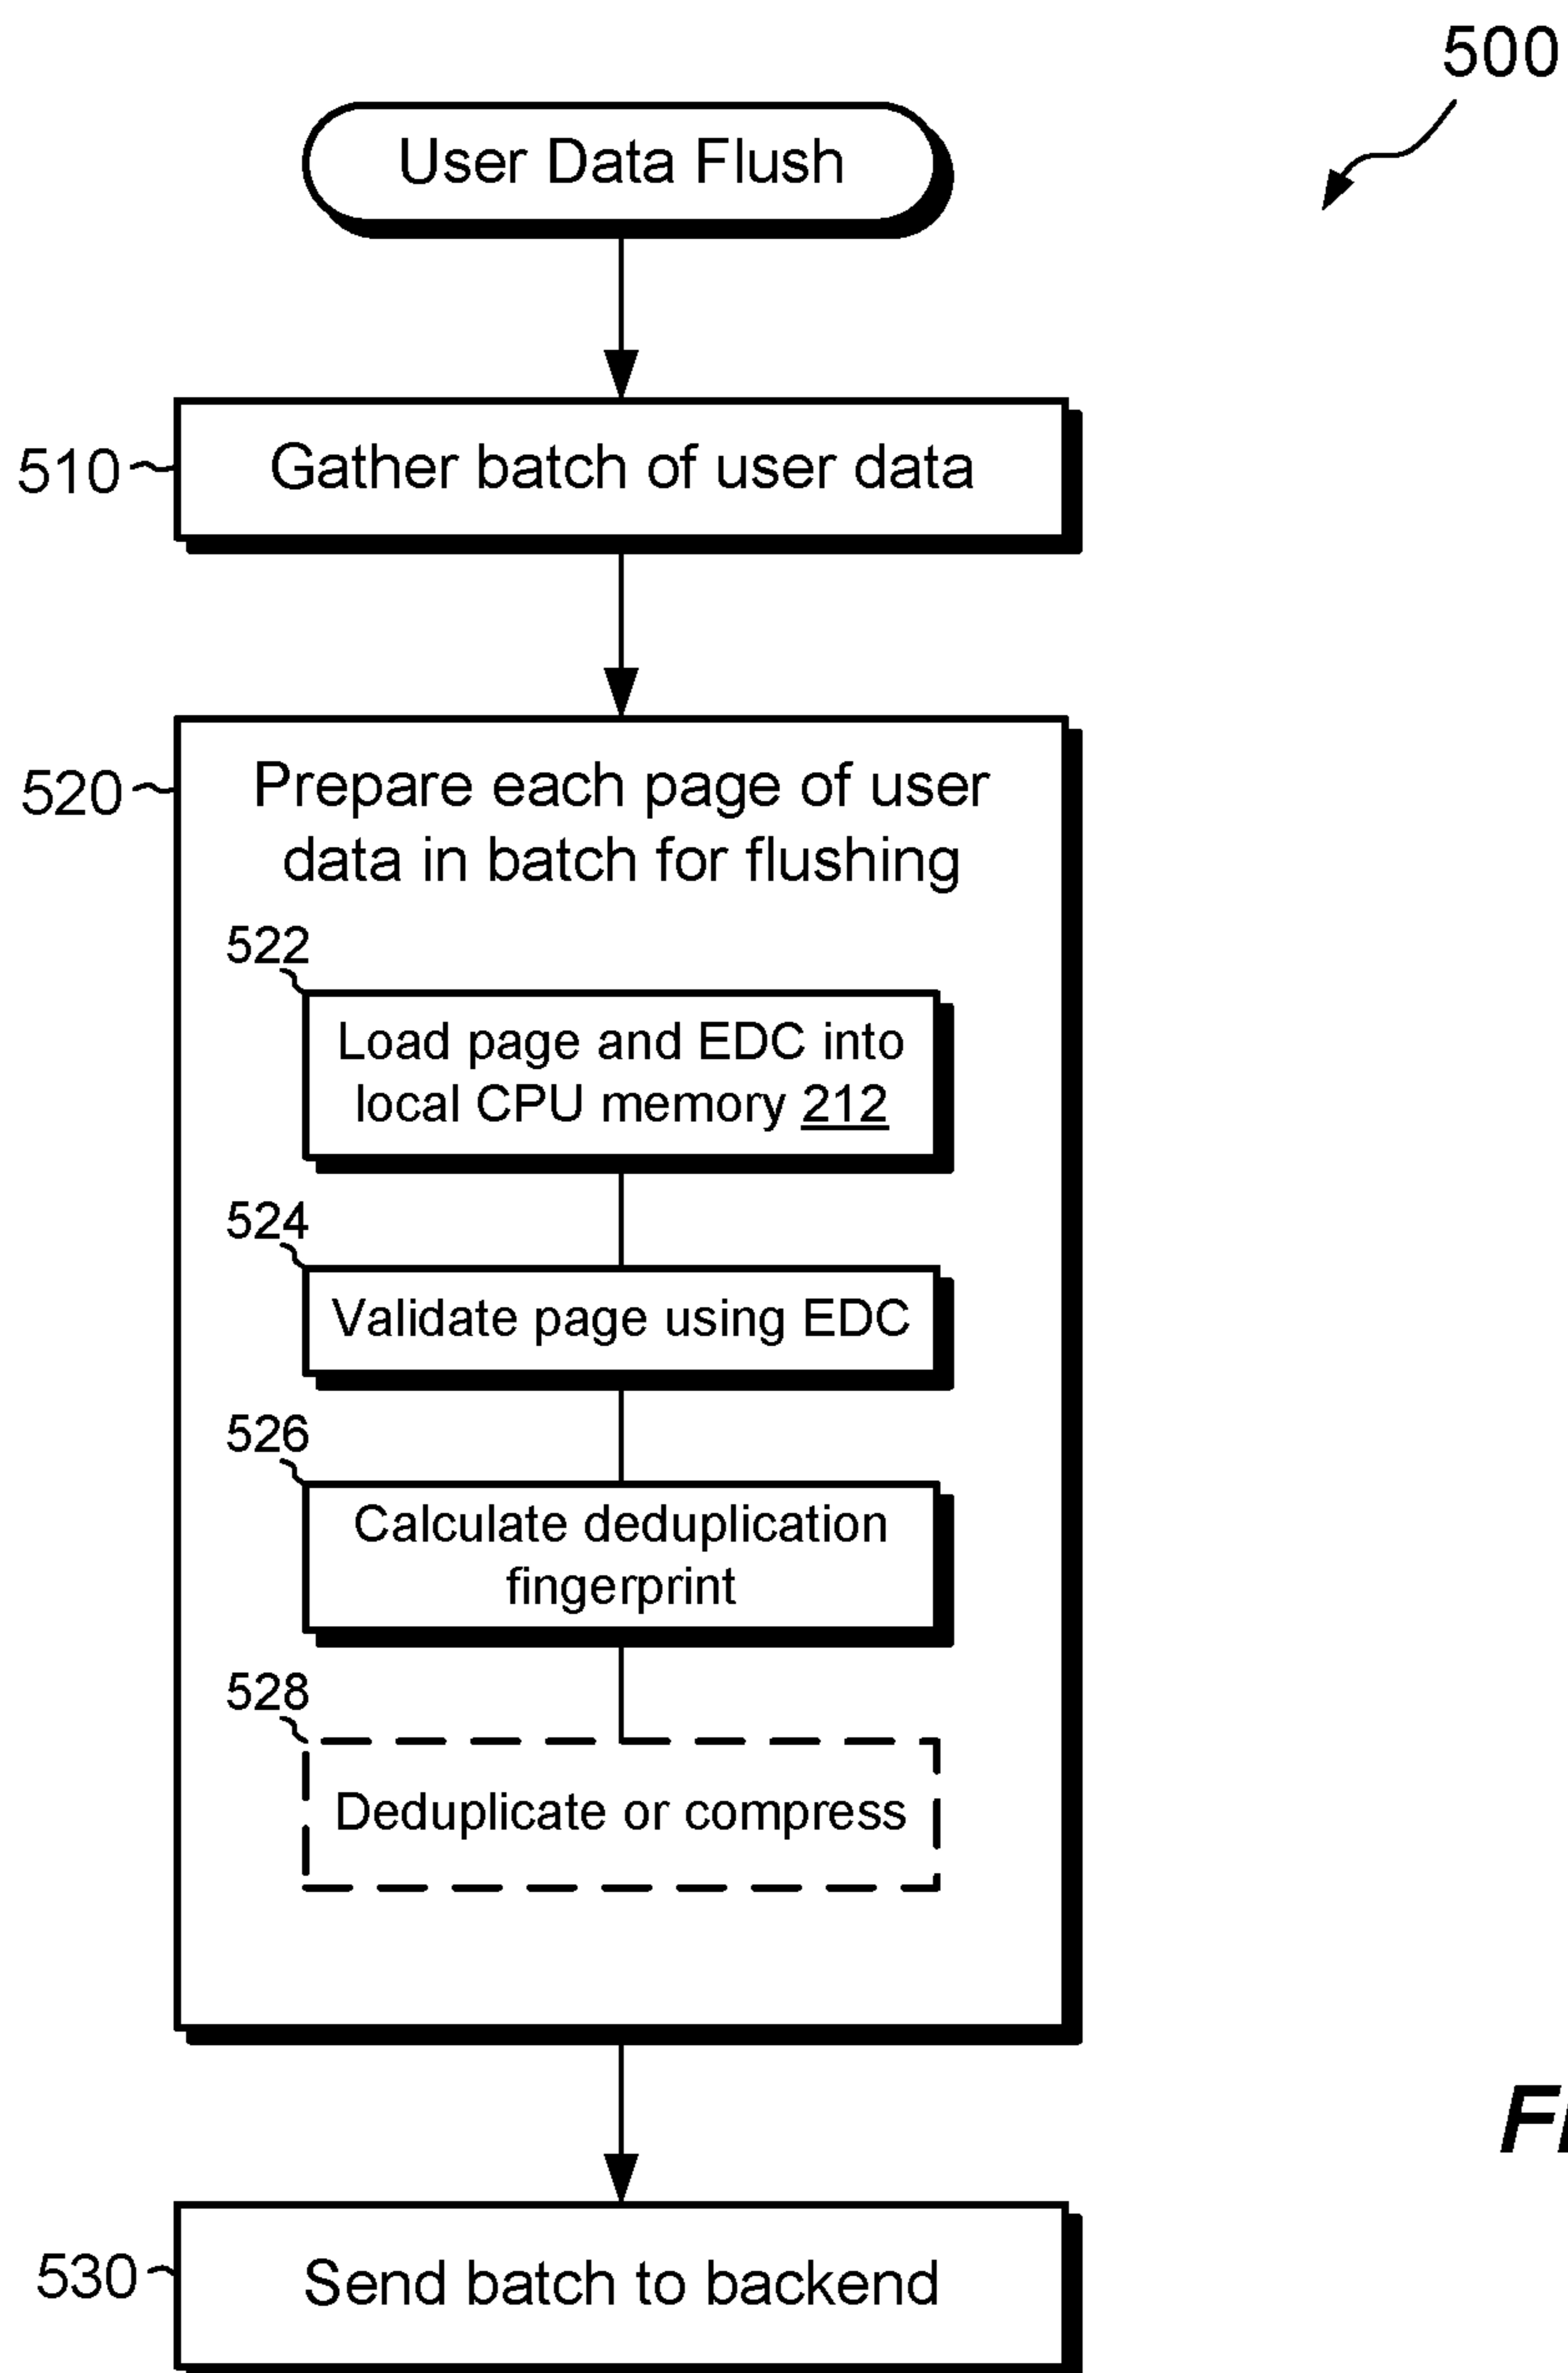 500
User Data Flush
510
Gather batch of user data
520
Prepare each page of user
data in batch for flushing
522
Load page and EDC into
local CPU memory 212
524
Validate page using EDC
526
Calculate deduplication
fingerprint
528
Deduplicate or compress
530
Send batch to backend